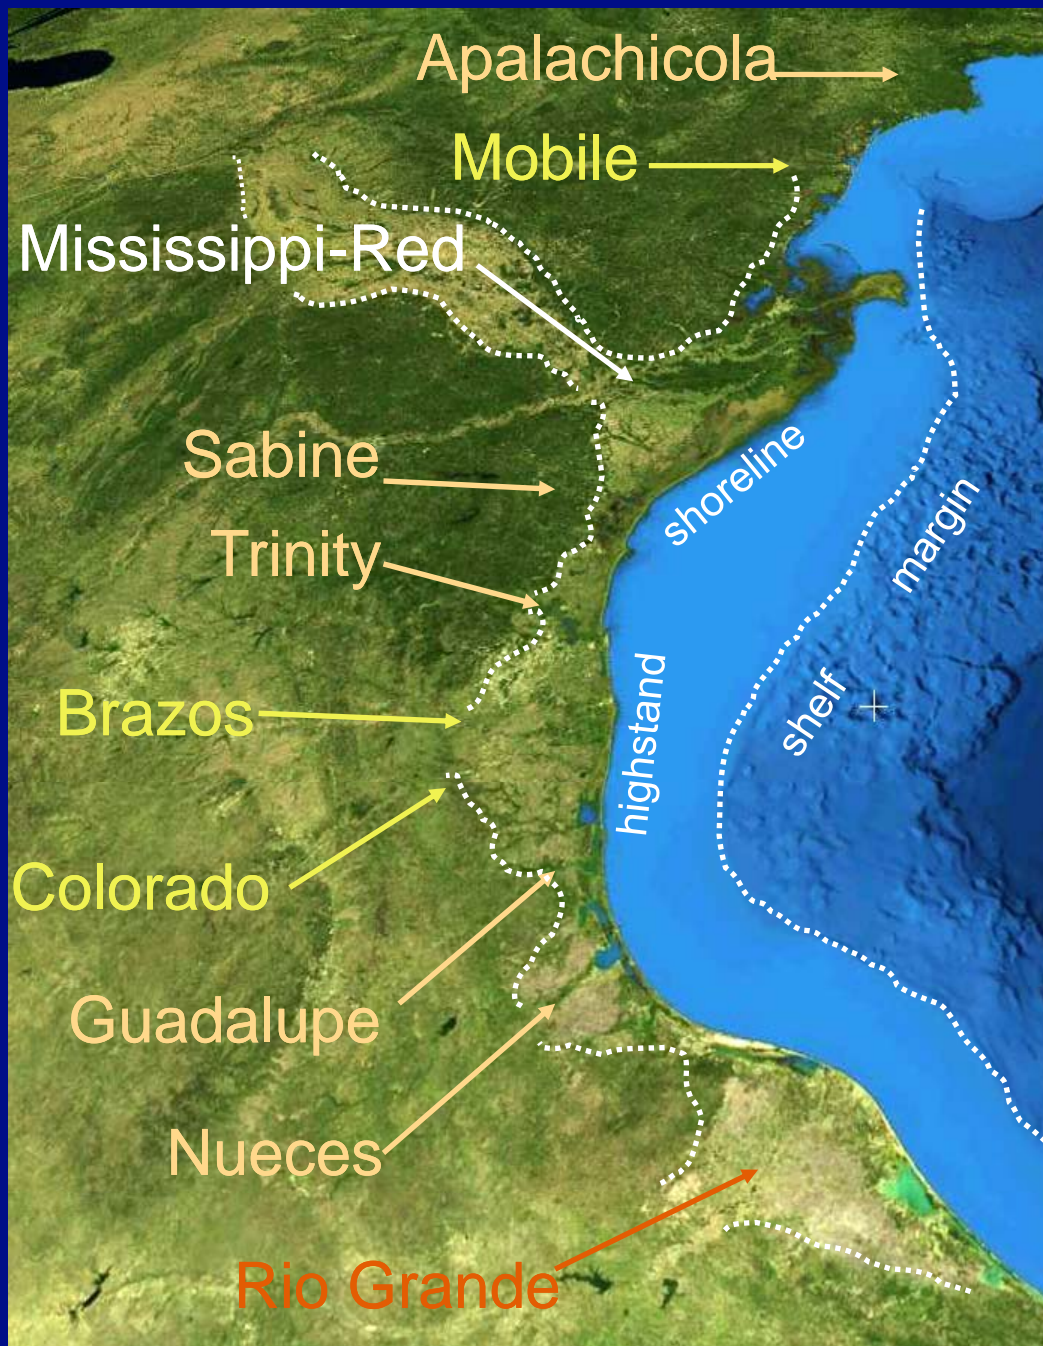 Apalachicola
Mobile
Mississippi-Red
Sabine
Trinity
Brazos
Colorado
Guadalupe
Nueces
Rio Grande
highstand
shoreline
shelf
margin